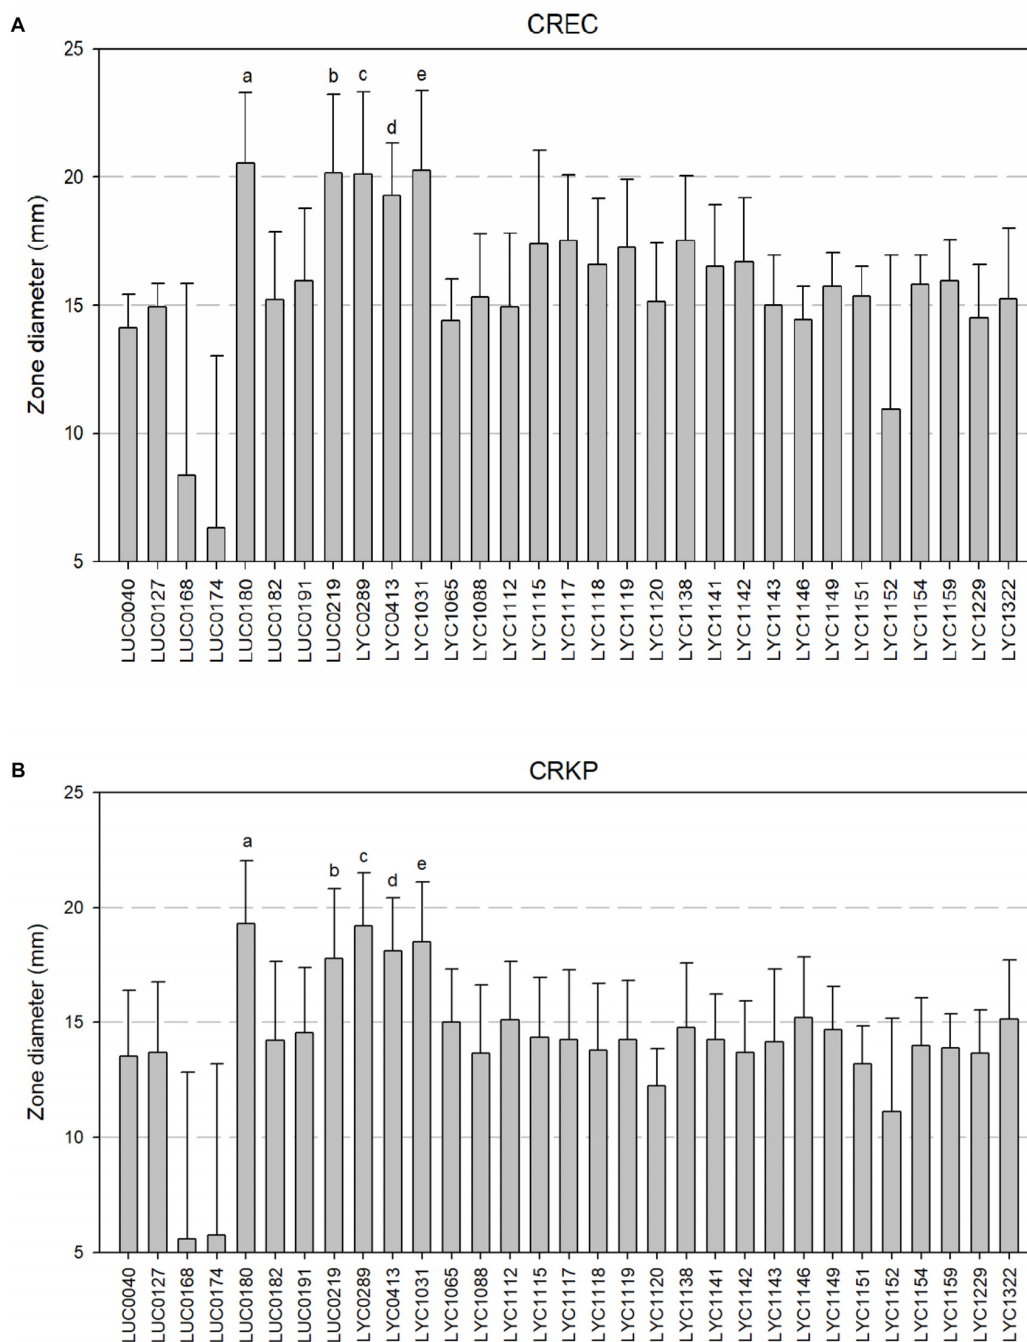 A
CREC
25
20
15
10
5
Zone diameter (mm)
a
b
c
d
e
LUC0040
LUC0127
LUC0168
LUC0174
LUC0180
LUC0182
LUC0191
LUC0219
LYC0289
LYC0413
LYC1031
LYC1065
LYC1088
LYC1112
LYC1115
LYC1117
LYC1118
LYC1119
LYC1120
LYC1138
LYC1141
LYC1142
LYC1143
LYC1146
LYC1149
LYC1151
LYC1152
LYC1154
LYC1159
LYC1229
LYC1322
B
CRKP
25
20
15
10
5
Zone diameter (mm)
a
b
c
d
e
LUC0040
LUC0127
LUC0168
LUC0174
LUC0180
LUC0182
LUC0191
LUC0219
LYC0289
LYC0413
LYC1031
LYC1065
LYC1088
LYC1112
LYC1115
LYC1117
LYC1118
LYC1119
LYC1120
LYC1138
LYC1141
LYC1142
LYC1143
LYC1146
LYC1149
LYC1151
LYC1152
LYC1154
LYC1159
LYC1229
LYC1322